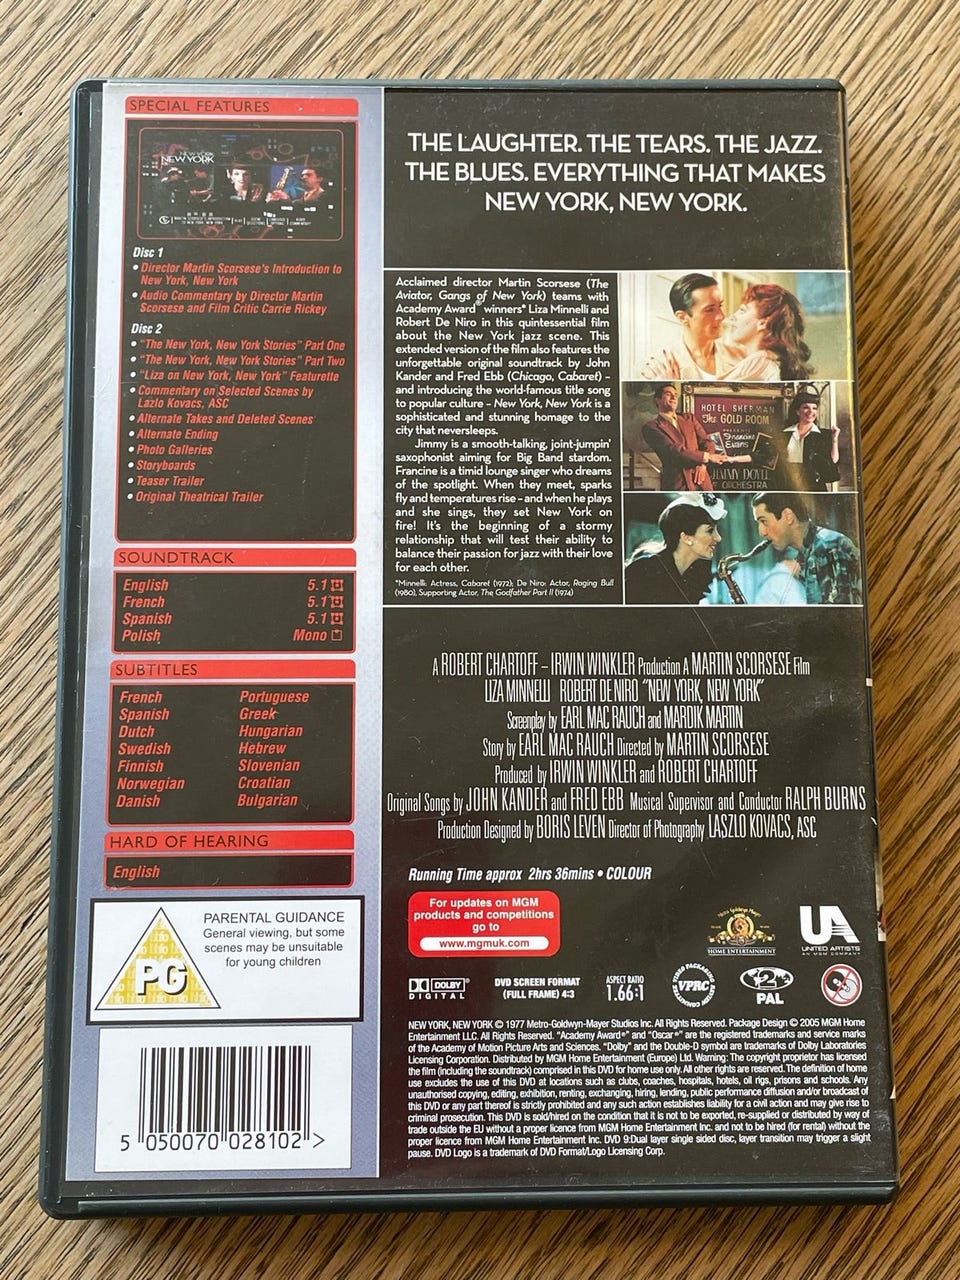 SPECIAL FEATURES
NEW YORK
NEW YORK
Disc 1
• Director Martin Scorsese's Introduction to
New York, New York
• Audio Commentary by Director Martin
Scorsese and Film Critic Carrie Rickey
Disc 2
• "The New York, New York Stories" Part One
• "The New York, New York Stories" Part Two
• "Liza on New York, New York" Featurette
• Commentary on Selected Scenes by
Lazlo Kovacs, ASC
• Alternate Takes and Deleted Scenes
• Alternate Ending
• Photo Galleries
• Storyboards
• Teaser Trailer
• Original Theatrical Trailer
SOUNDTRACK
English 5.1
French 5.1
Spanish 5.1
Polish Mono
SUBTITLES
French Portuguese
Spanish Greek
Dutch Hungarian
Swedish Hebrew
Finnish Slovenian
Norwegian Croatian
Danish Bulgarian
HARD OF HEARING
English
PG
PARENTAL GUIDANCE
General viewing, but some
scenes may be unsuitable
for young children
5 050070 028102 >
THE LAUGHTER. THE TEARS. THE JAZZ.
THE BLUES. EVERYTHING THAT MAKES
NEW YORK, NEW YORK.
Acclaimed director Martin Scorsese (The
Aviator, Gangs of New York) teams with
Academy Award® winners* Liza Minnelli and
Robert De Niro in this quintessential film
about the New York jazz scene. This
extended version of the film also features the
unforgettable original soundtrack by John
Kander and Fred Ebb (Chicago, Cabaret) –
and introducing the world-famous title song
to popular culture – New York, New York is a
sophisticated and stunning homage to the
city that neversleeps.
Jimmy is a smooth-talking, joint-jumpin'
saxophonist aiming for Big Band stardom.
Francine is a timid lounge singer who dreams
of the spotlight. When they meet, sparks
fly and temperatures rise – and when he plays
and she sings, they set New York on
fire! It's the beginning of a stormy
relationship that will test their ability to
balance their passion for jazz with their love
for each other.
*Minnelli: Actress, Cabaret (1972); De Niro: Actor, Raging Bull
(1980), Supporting Actor, The Godfather Part II (1974)
HOTEL SHERMAN
The GOLD ROOM
PRESENTS
Francine
Evans
JIMMY DOYLE
ORCHESTRA
A ROBERT CHARTOFF – IRWIN WINKLER Production A MARTIN SCORSESE Film
LIZA MINNELLI ROBERT DE NIRO "NEW YORK, NEW YORK"
Screenplay by EARL MAC RAUCH and MARDIK MARTIN
Story by EARL MAC RAUCH Directed by MARTIN SCORSESE
Produced by IRWIN WINKLER and ROBERT CHARTOFF
Original Songs by JOHN KANDER and FRED EBB Musical Supervisor and Conductor RALPH BURNS
Production Designed by BORIS LEVEN Director of Photography LASZLO KOVACS, ASC
Running Time approx 2hrs 36mins • COLOUR
For updates on MGM
products and competitions
go to
www.mgmuk.com
HOME ENTERTAINMENT
UA
UNITED ARTISTS
AN MGM COMPANY
DOLBY
DIGITAL
DVD SCREEN FORMAT
(FULL FRAME) 4:3
ASPECT RATIO
1.66:1
VIDEO PACKAGING REVIEW COMMITTEE
VPRC
2
PAL
NEW YORK, NEW YORK © 1977 Metro-Goldwyn-Mayer Studios Inc. All Rights Reserved. Package Design © 2005 MGM Home
Entertainment LLC. All Rights Reserved. "Academy Award®" and "Oscar®" are the registered trademarks and service marks
of the Academy of Motion Picture Arts and Sciences. "Dolby" and the Double-D symbol are trademarks of Dolby Laboratories
Licensing Corporation. Distributed by MGM Home Entertainment (Europe) Ltd. Warning: The copyright proprietor has licensed
the film (including the soundtrack) comprised in this DVD for home use only. All other rights are reserved. The definition of home
use excludes the use of this DVD at locations such as clubs, coaches, hospitals, hotels, oil rigs, prisons and schools. Any
unauthorised copying, editing, exhibition, renting, exchanging, hiring, lending, public performance diffusion and/or broadcast of
this DVD or any part thereof is strictly prohibited and any such action establishes liability for a civil action and may give rise to
criminal prosecution. This DVD is sold/hired on the condition that it is not to be exported, re-supplied or distributed by way of
trade outside the EU without a proper licence from MGM Home Entertainment Inc. and not to be hired (for rental) without the
proper licence from MGM Home Entertainment Inc. DVD 9:Dual layer single sided disc, layer transition may trigger a slight
pause. DVD Logo is a trademark of DVD Format/Logo Licensing Corp.